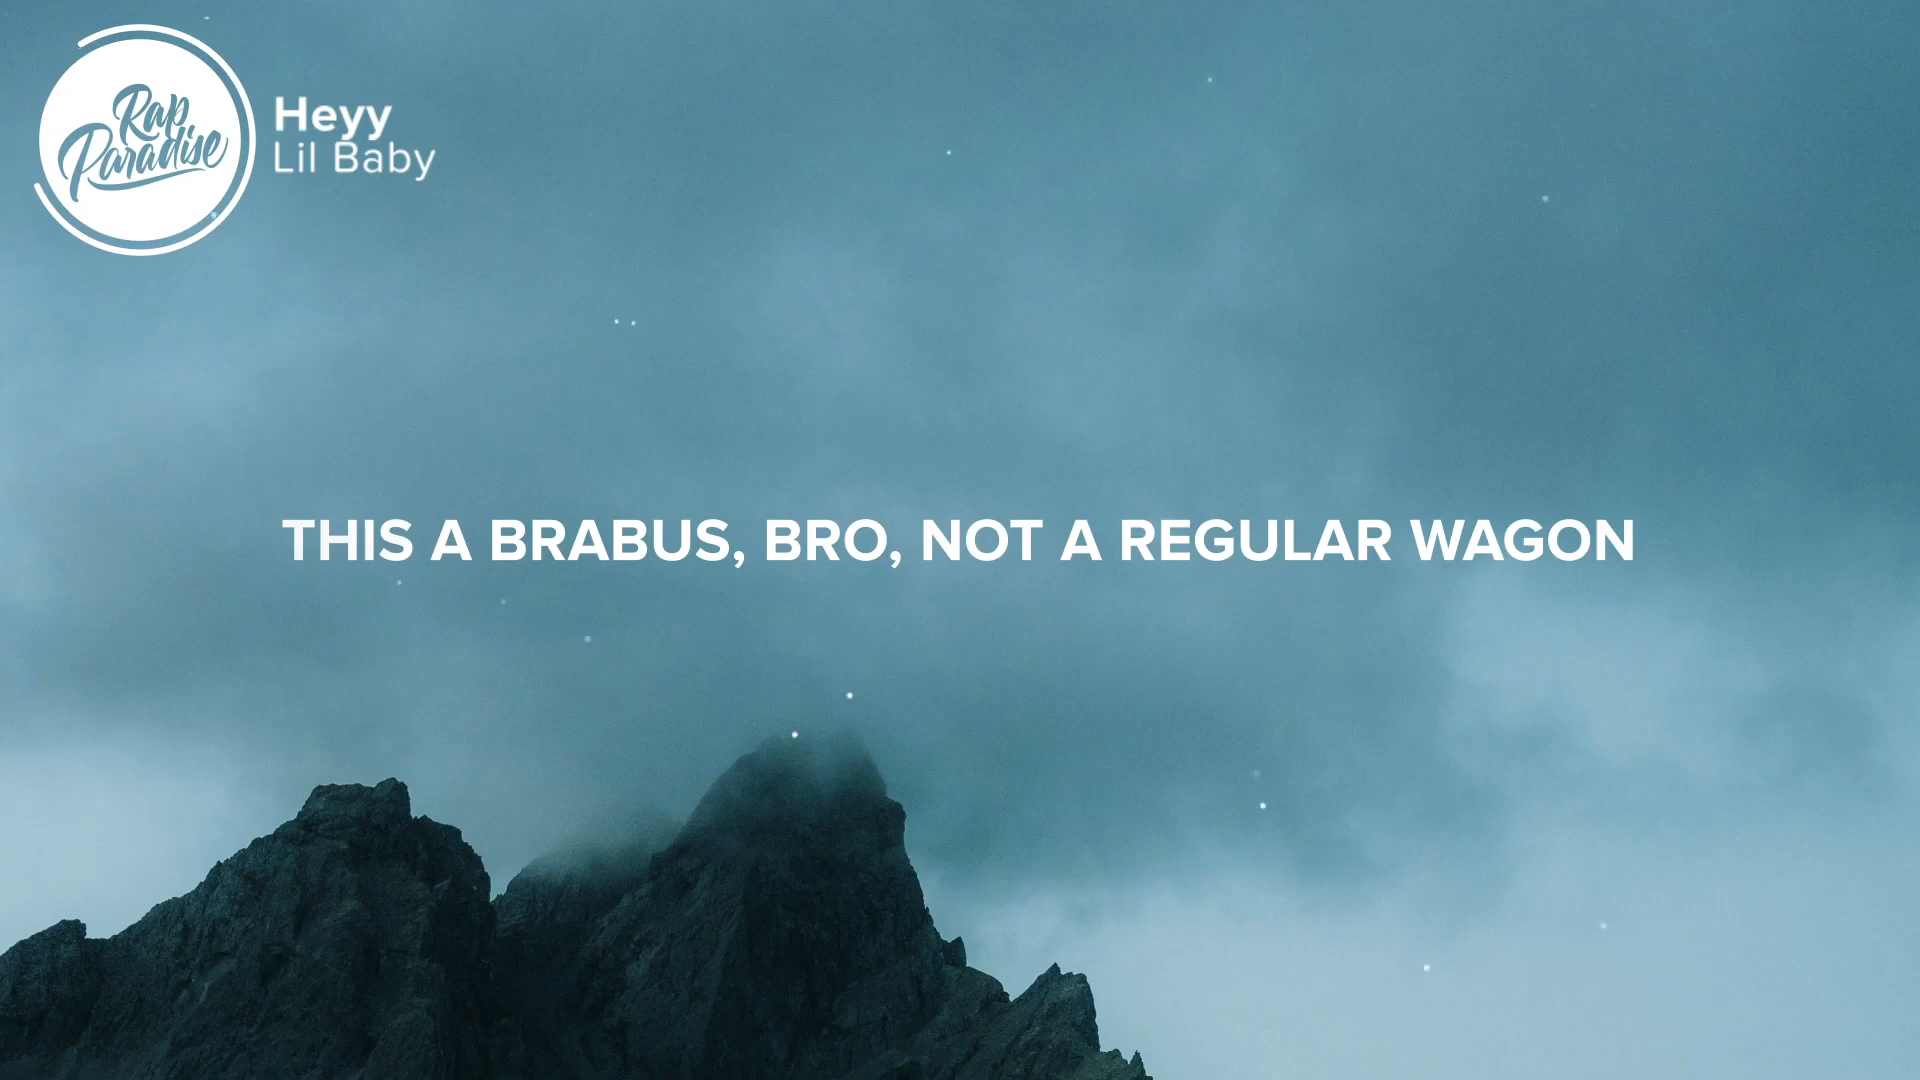 Rap
Paradise
Heyy
Lil Baby
THIS A BRABUS, BRO, NOT A REGULAR WAGON